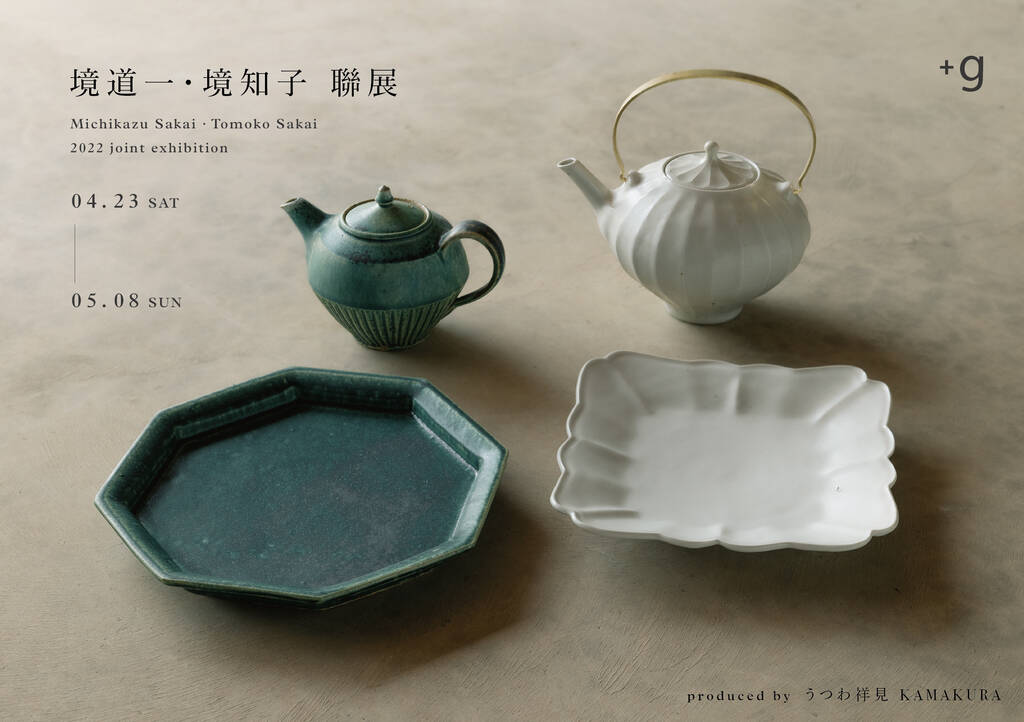 境道一・境知子 聯展
Michikazu Sakai · Tomoko Sakai
2022 joint exhibition
04.23 SAT
05.08 SUN
+g
produced by うつわ祥見 KAMAKURA